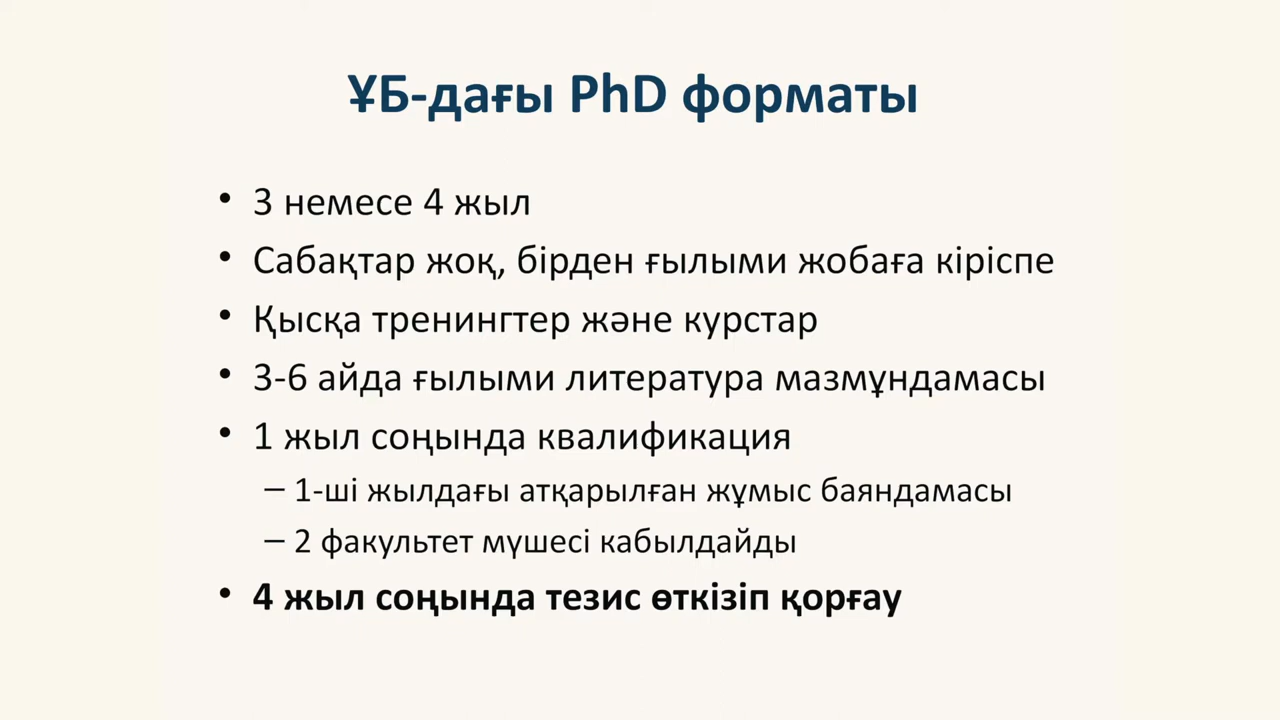 ҰБ-дағы PhD форматы
• 3 немесе 4 жыл
• Сабақтар жоқ, бірден ғылыми жобаға кіріспе
• Қысқа тренингтер және курстар
• 3-6 айда ғылыми литература мазмұндамасы
• 1 жыл соңында квалификация
– 1-ші жылдағы атқарылған жұмыс баяндамасы
– 2 факультет мүшесі кабылдайды
• 4 жыл соңында тезис өткізіп қорғау